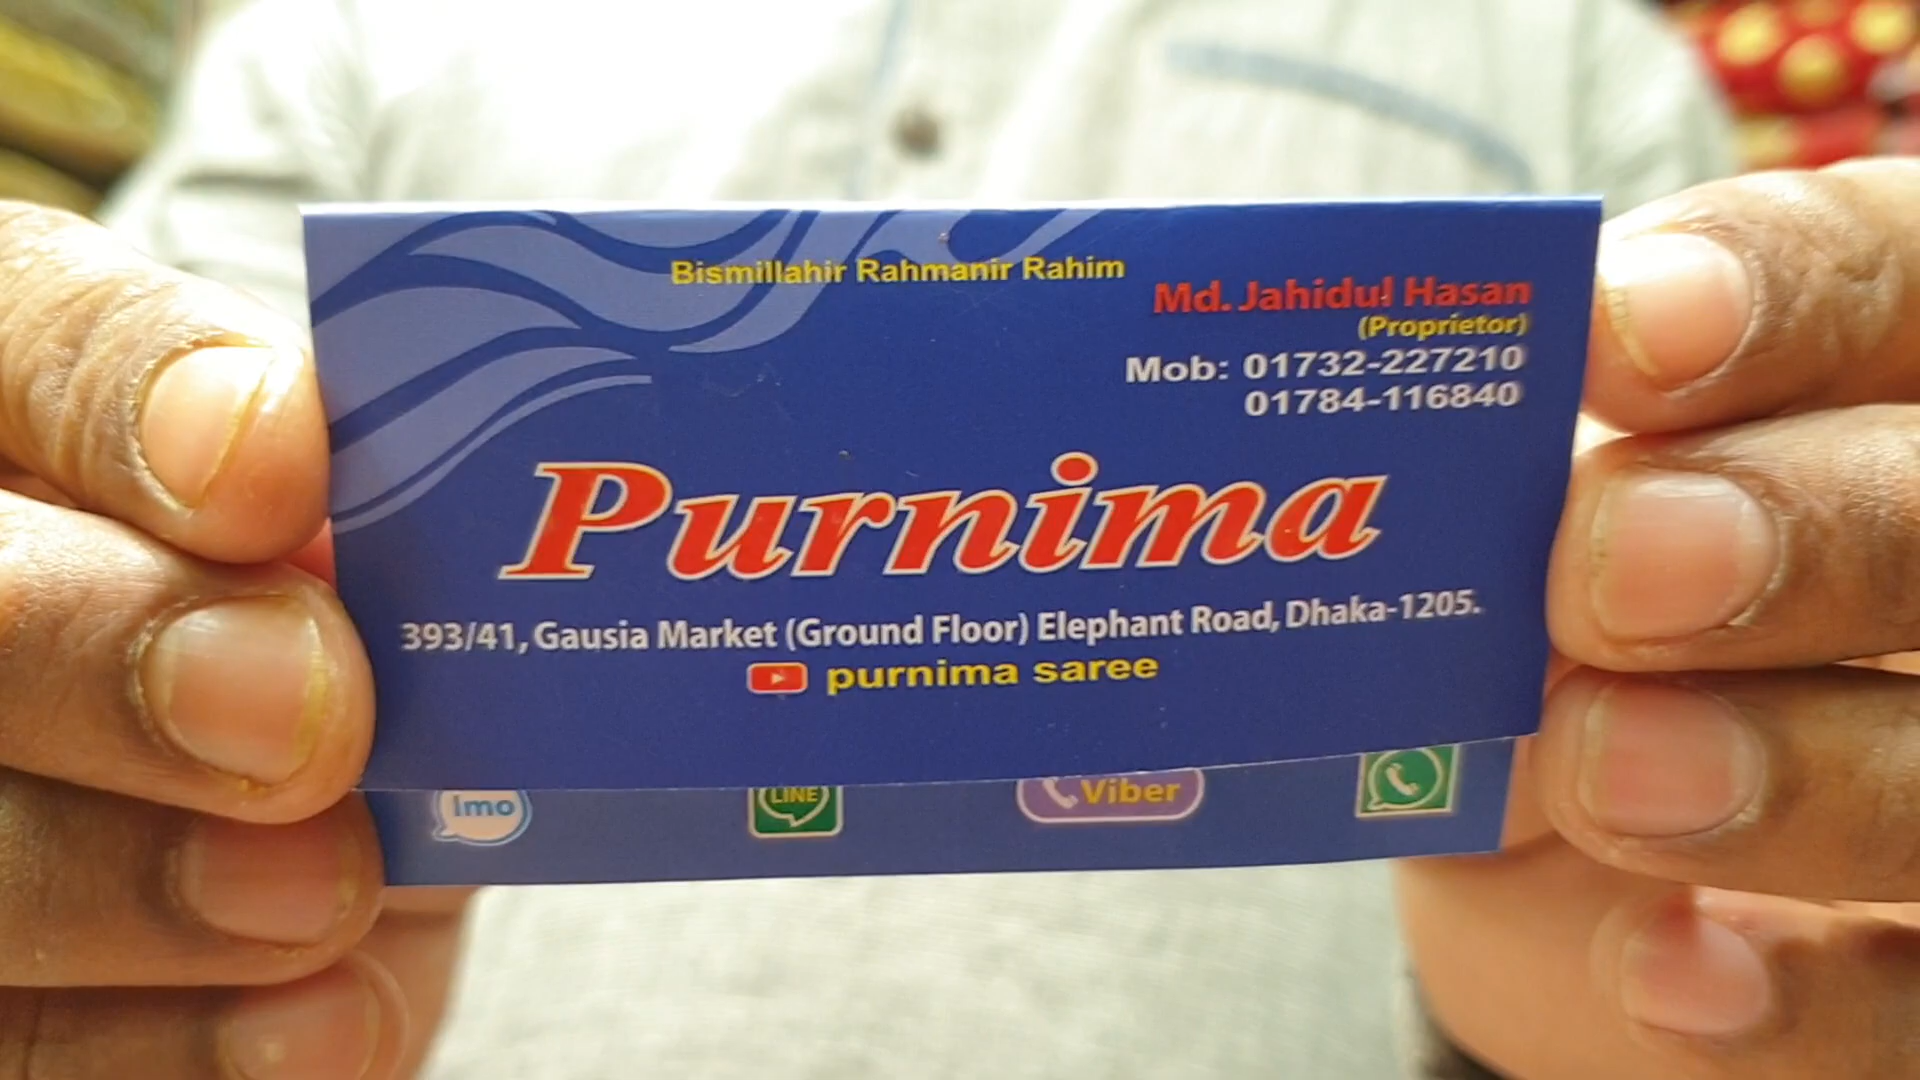 Bismillahir Rahmanir Rahim
Md. Jahidul Hasan
(Proprietor)
Mob: 01732-227210
01784-116840
Purnima
393/41, Gausia Market (Ground Floor) Elephant Road, Dhaka-1205.
purnima saree
Imo LINE Viber